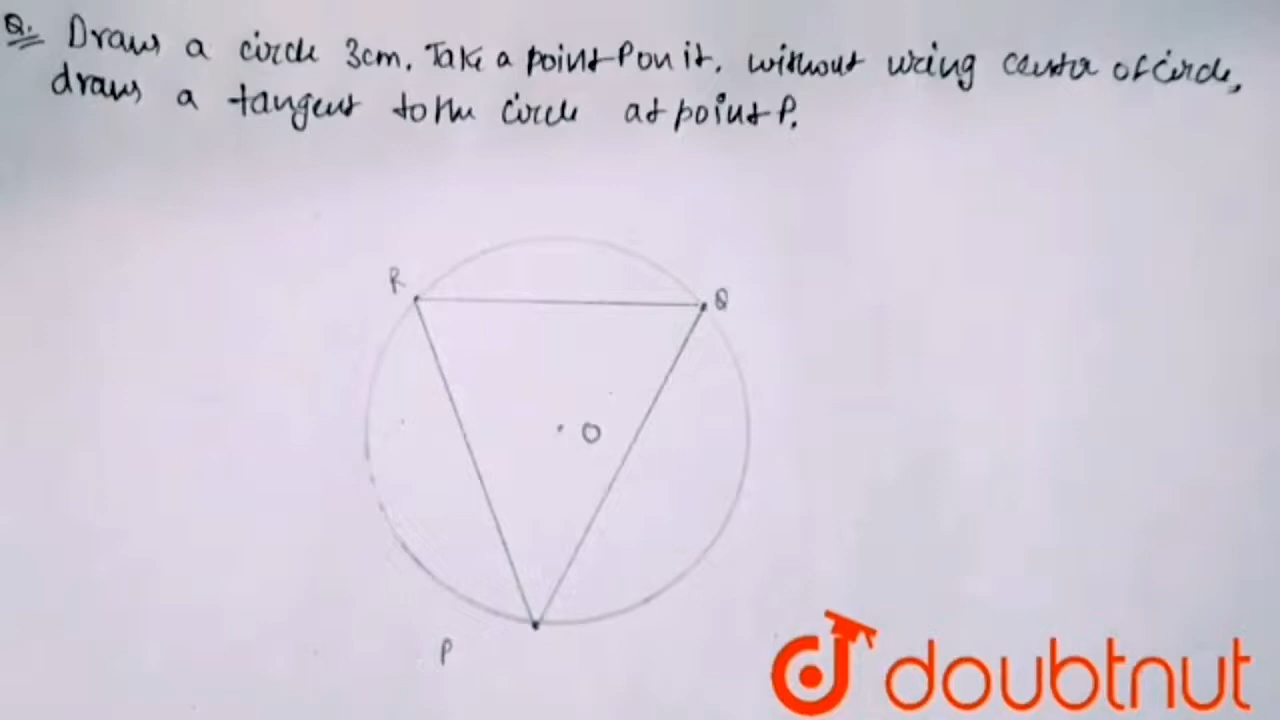 Q. Draw a circle 3cm. Take a point P on it. without using center of circle,
draw a tangent to the circle at point P.
R
Q
O
P
doubtnut